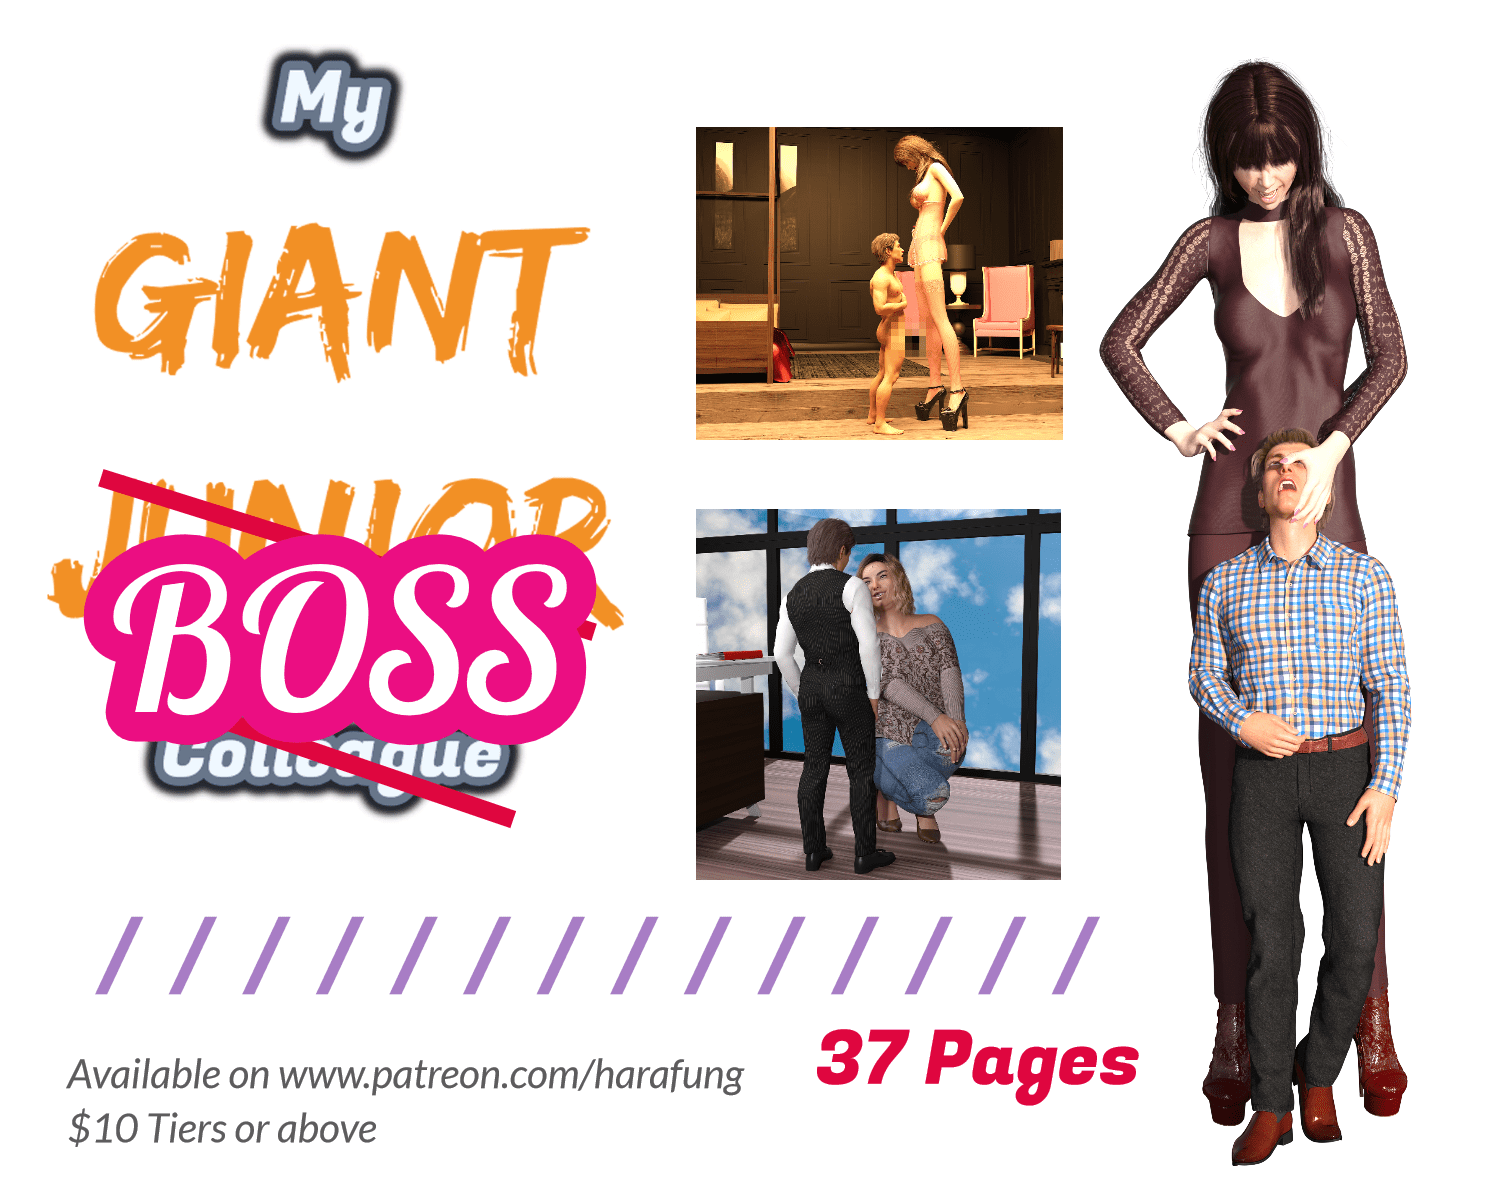 My
GIANT
JUNIOR
BOSS
Colleague
37 Pages
Available on www.patreon.com/harafung
$10 Tiers or above